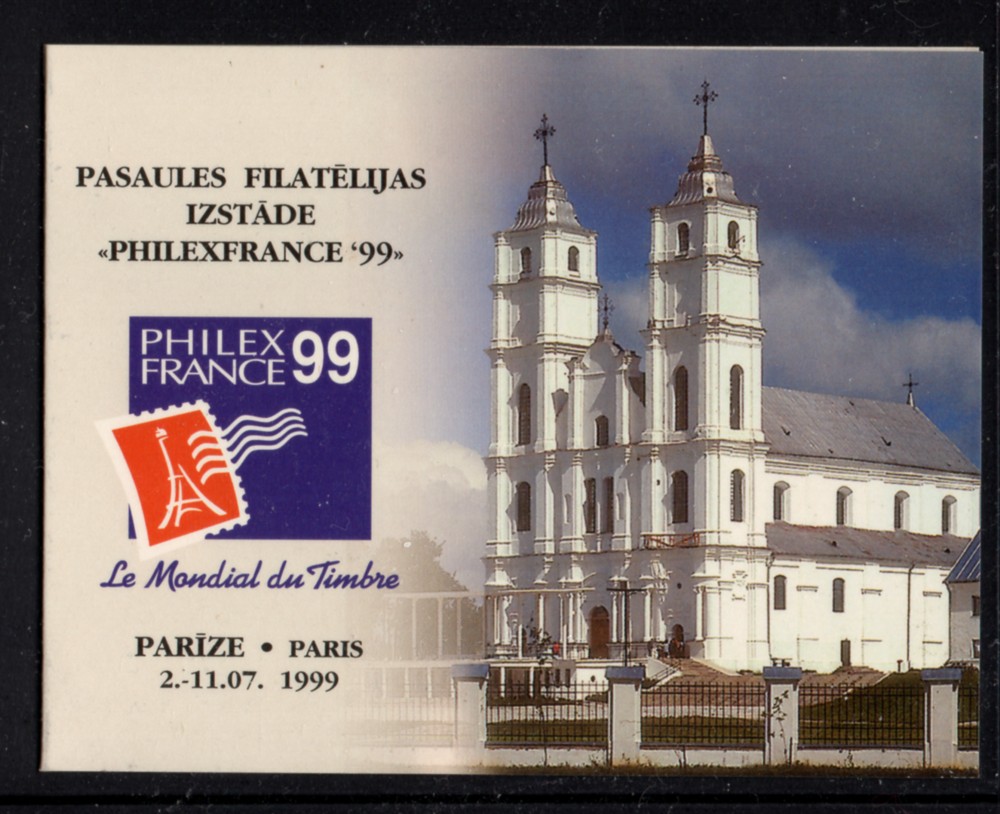 PASAULES FILATĒLIJAS
IZSTĀDE
«PHILEXFRANCE ‘99»
PHILEX
FRANCE 99
Le Mondial du Timbre
PARĪZE • PARIS
2.-11.07. 1999